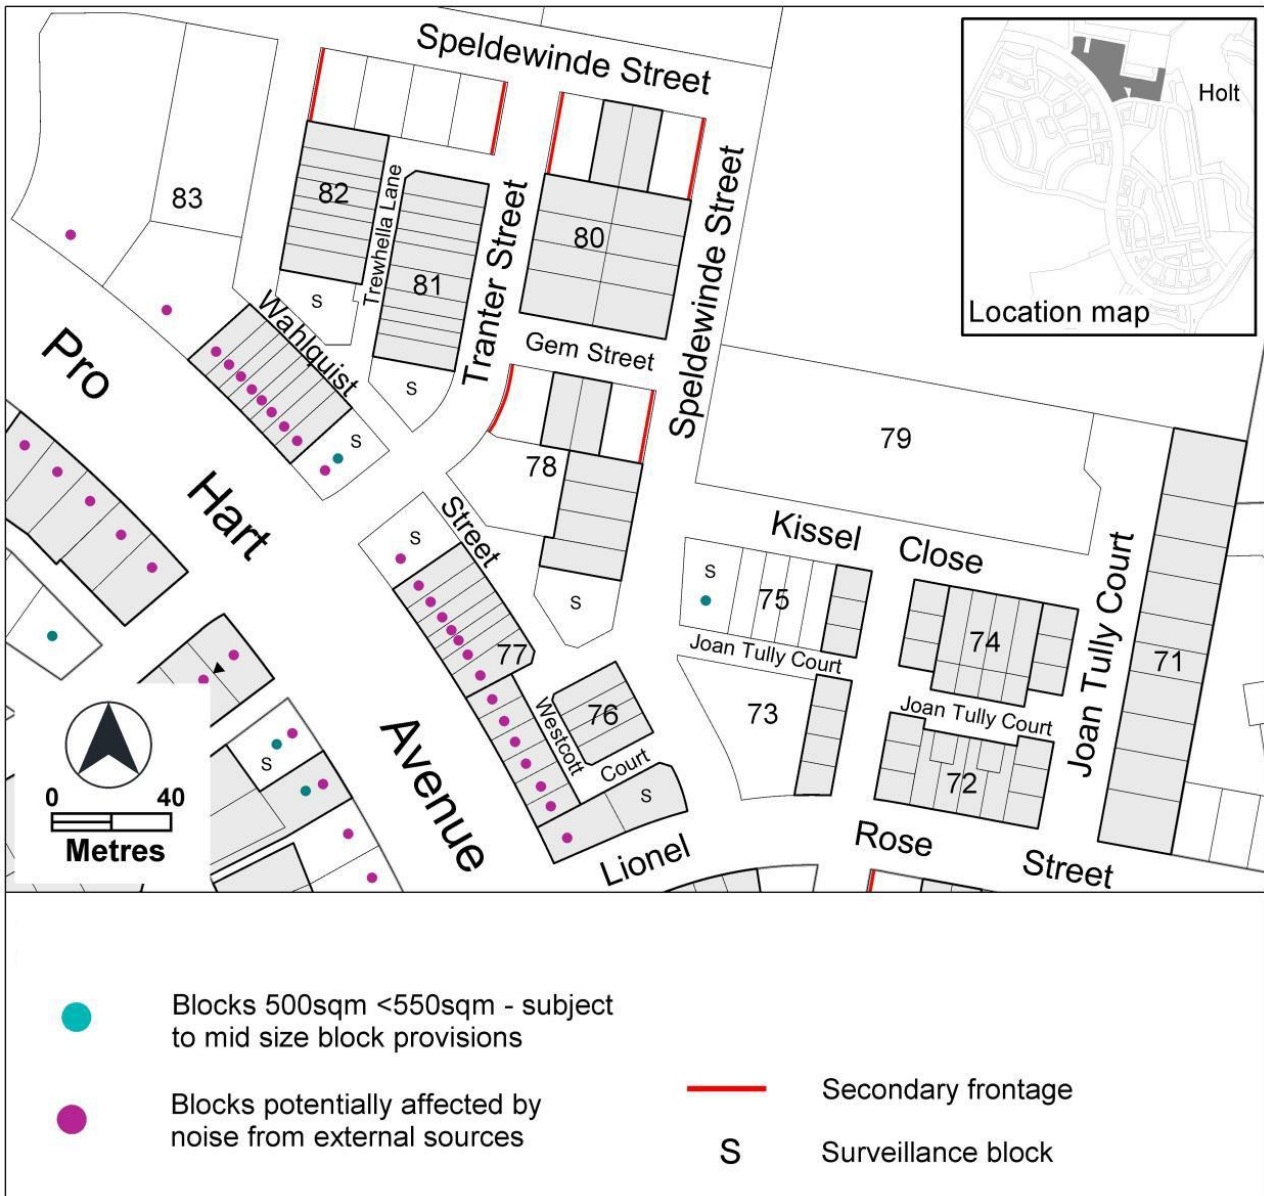 Speldewinde Street
Holt
Location map
83
82
Trewhella Lane
81
Tranter Street
80
Speldewinde Street
S
S
Wahlquist
Gem Street
Pro
S
78
79
Hart
Street
S
S
Kissel Close
S
75
74
Joan Tully Court
71
77
Joan Tully Court
73
Joan Tully Court
76
Westcott
Court
72
S
S
Avenue
Lionel Rose Street
0 40
Metres
Blocks 500sqm <550sqm - subject
to mid size block provisions
Blocks potentially affected by
noise from external sources
Secondary frontage
S Surveillance block